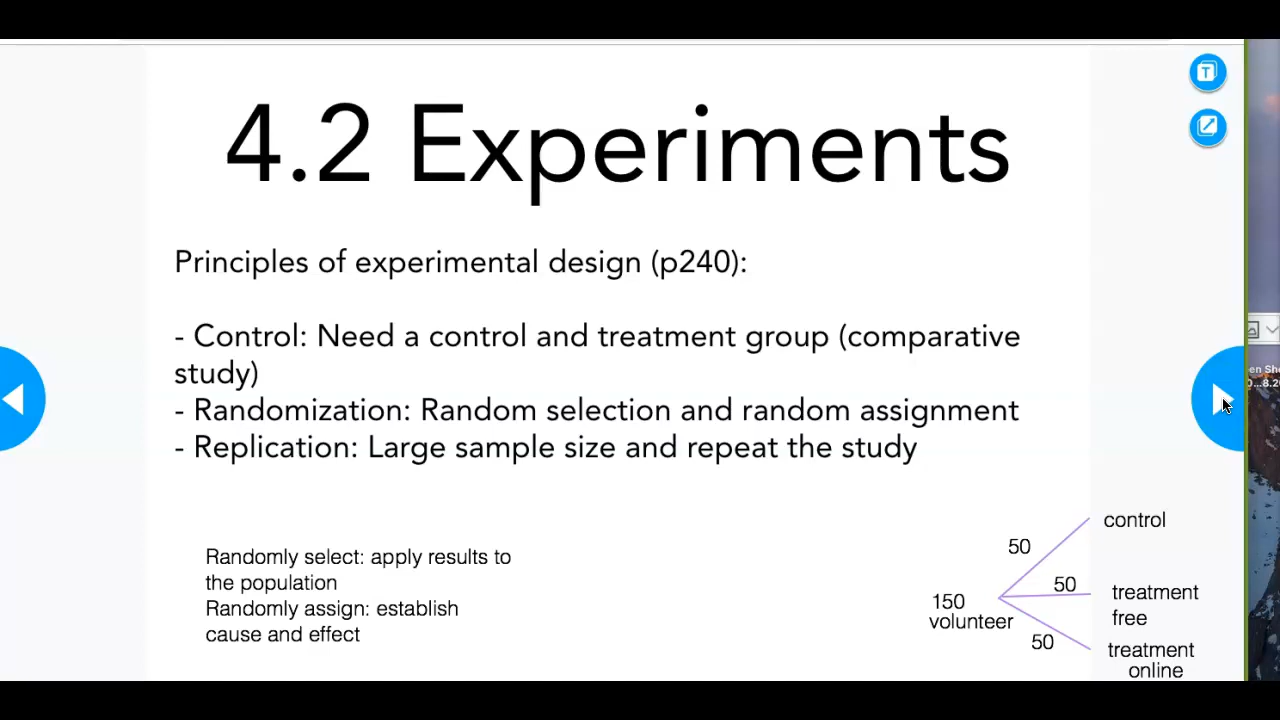 4.2 Experiments
Principles of experimental design (p240):
- Control: Need a control and treatment group (comparative
study)
- Randomization: Random selection and random assignment
- Replication: Large sample size and repeat the study
Randomly select: apply results to
the population
Randomly assign: establish
cause and effect
150
volunteer
50
control
50
treatment
free
50
treatment
online
T
en Sh